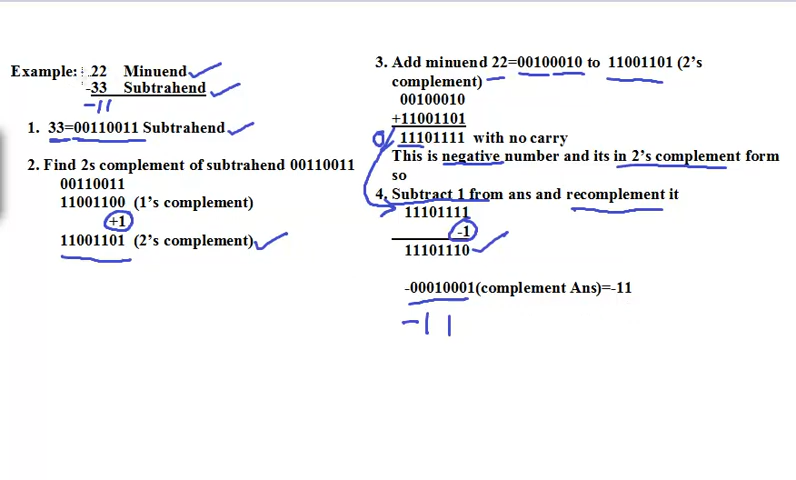 Example: 22 Minuend
-33 Subtrahend
-11
1. 33=00110011 Subtrahend
2. Find 2s complement of subtrahend 00110011
00110011
11001100 (1's complement)
+1
11001101 (2's complement)
3. Add minuend 22=00100010 to 11001101 (2's
complement)
00100010
+11001101
0 11101111 with no carry
This is negative number and its in 2's complement form
so
4. Subtract 1 from ans and recomplement it
11101111
-1
11101110
-00010001(complement Ans)=-11
-11